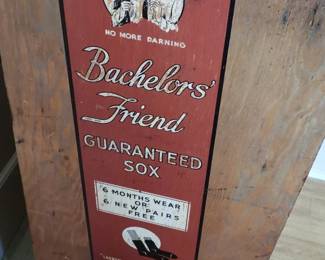 NO MORE DARNING
Bachelors'
Friend
GUARANTEED
SOX
6 MONTHS WEAR
OR
6 NEW PAIRS
FREE